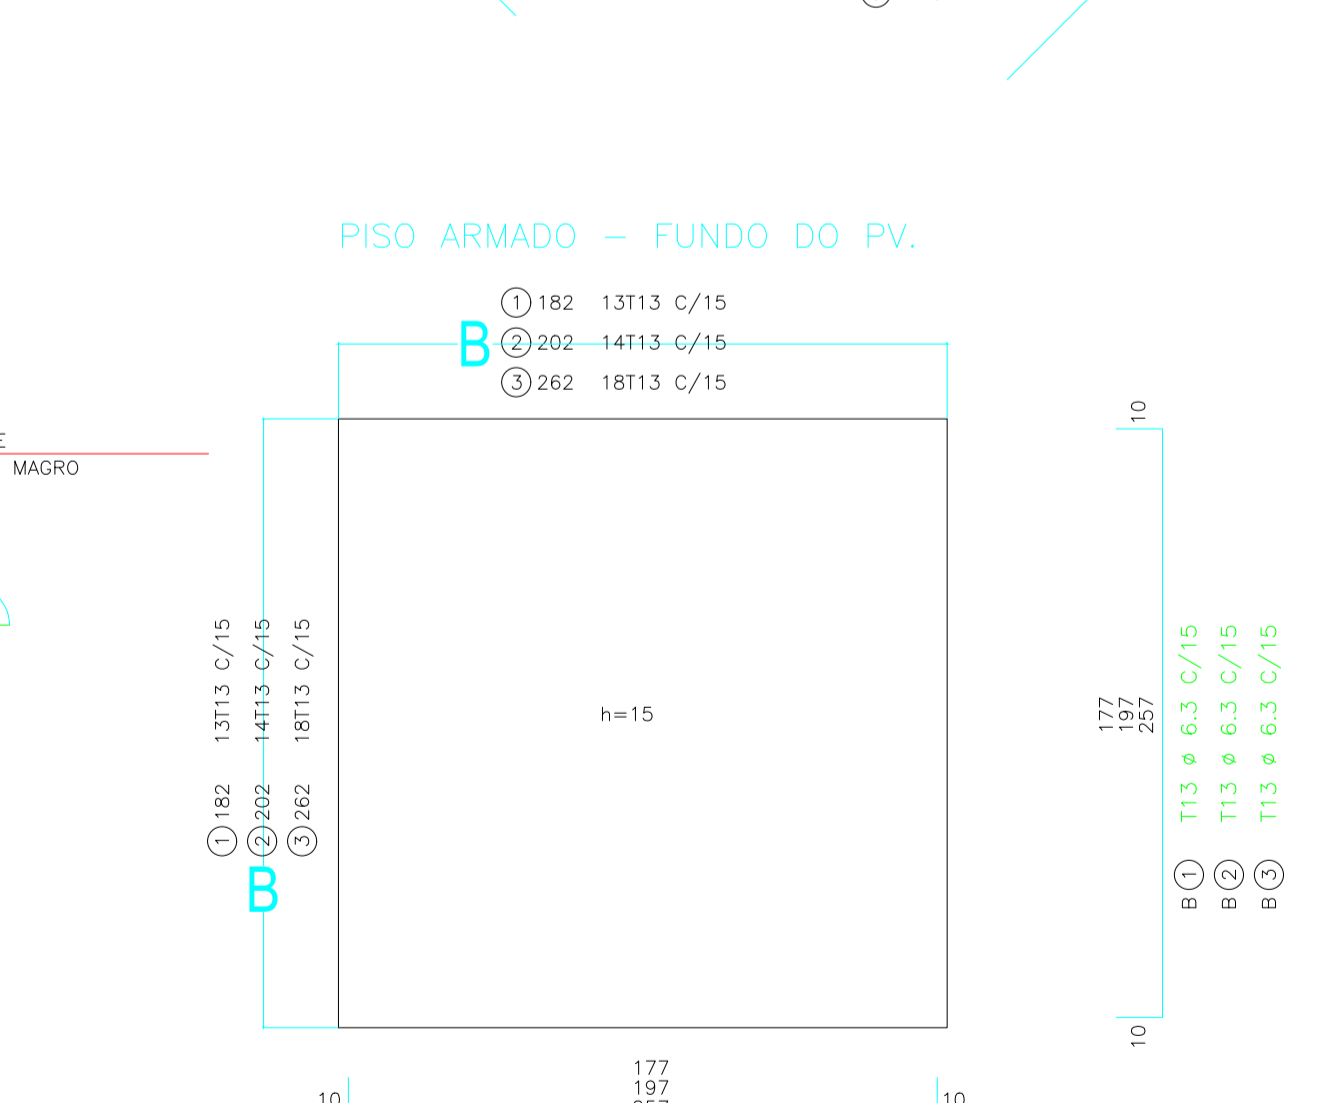 PISO ARMADO – FUNDO DO PV.
1 182 13T13 C/15
B 2 202 14T13 C/15
3 262 18T13 C/15
MAGRO
10
1 182 13T13 C/15
B 2 202 14T13 C/15
3 262 18T13 C/15
h=15
177
197
257
B 1 T13 ø 6.3 C/15
B 2 T13 ø 6.3 C/15
B 3 T13 ø 6.3 C/15
10
177
197
10
10